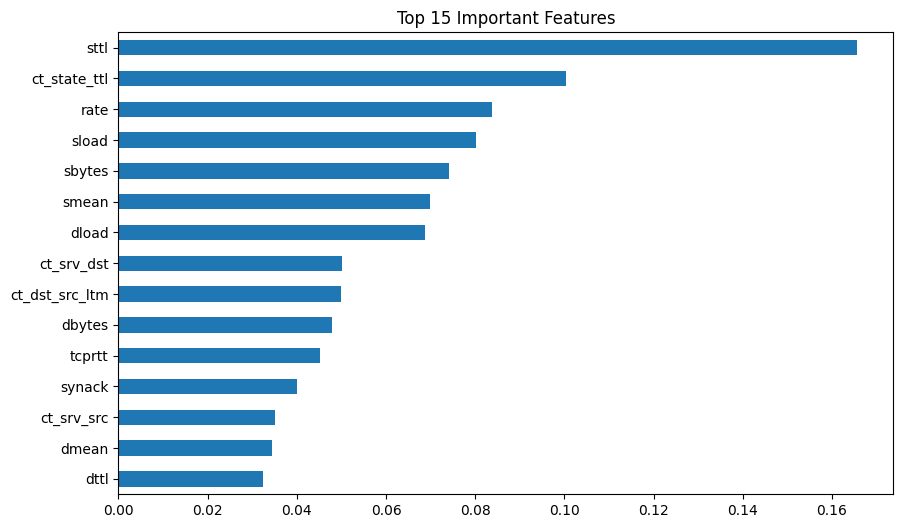 Top 15 Important Features
sttl
ct_state_ttl
rate
sload
sbytes
smean
dload
ct_srv_dst
ct_dst_src_ltm
dbytes
tcprtt
synack
ct_srv_src
dmean
dttl
0.00 0.02 0.04 0.06 0.08 0.10 0.12 0.14 0.16